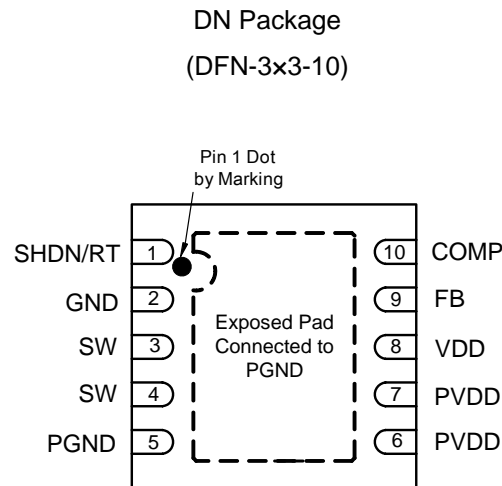 DN Package
(DFN-3×3-10)
Pin 1 Dot
by Marking
SHDN/RT 1
10 COMP
GND 2
9 FB
SW 3
8 VDD
SW 4
7 PVDD
PGND 5
6 PVDD
Exposed Pad
Connected to
PGND